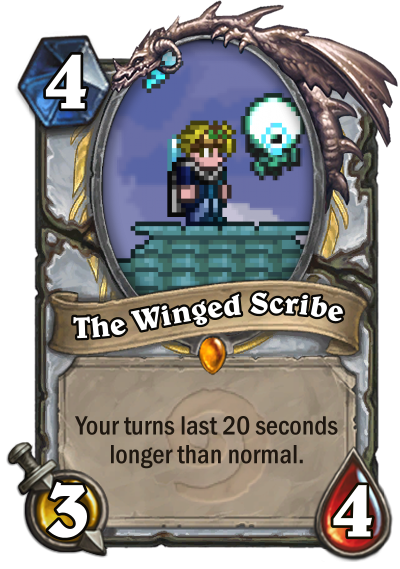 4
The Winged Scribe
Your turns last 20 seconds
longer than normal.
3
4